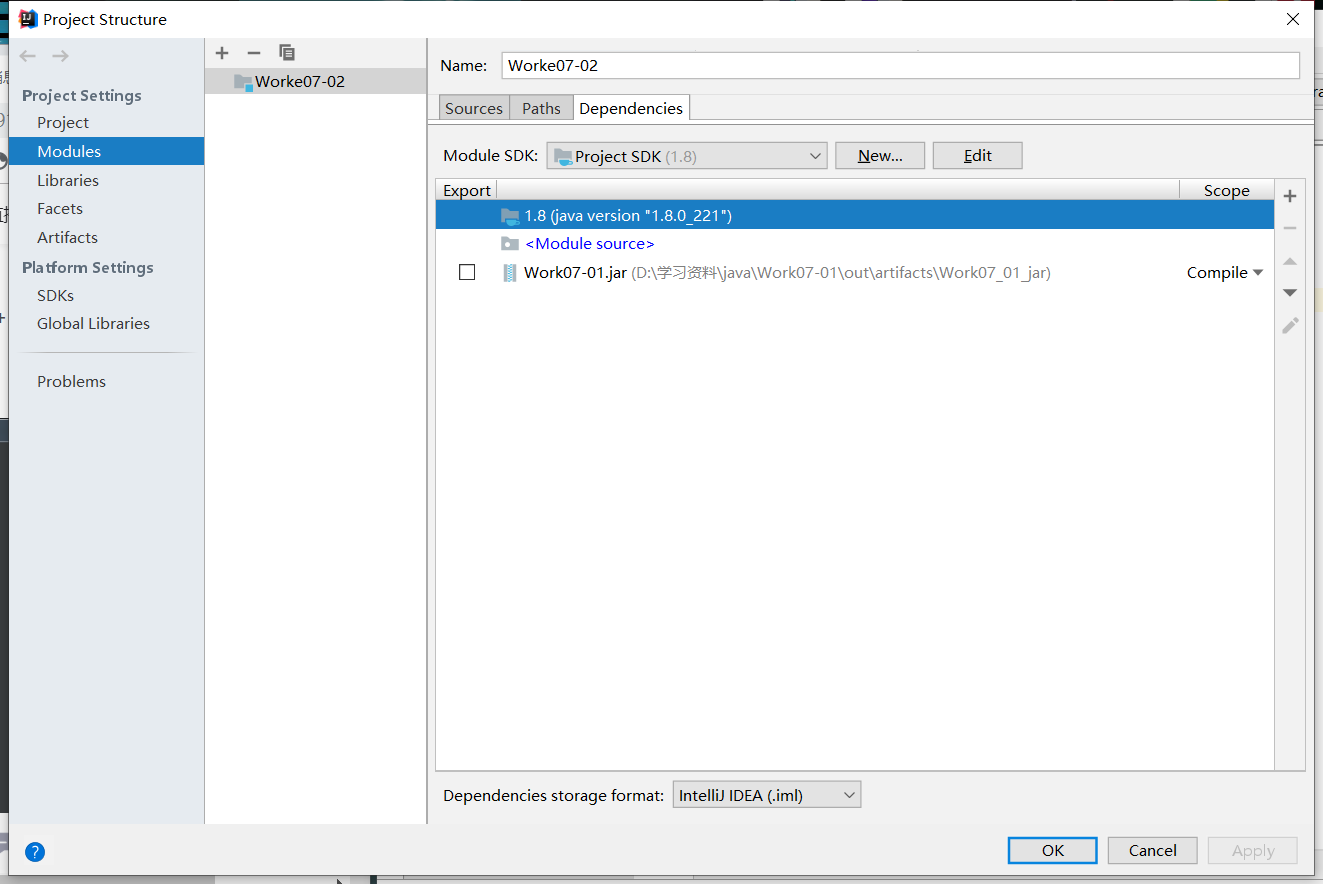 Project Structure
Project Settings
Project
Modules
Libraries
Facets
Artifacts
Platform Settings
SDKs
Global Libraries
Problems
Worke07-02
Name: Worke07-02
Sources Paths Dependencies
Module SDK: Project SDK (1.8) New... Edit
Export Scope
1.8 (java version "1.8.0_221")
<Module source>
Work07-01.jar (D:\学习资料\java\Work07-01\out\artifacts\Work07_01_jar) Compile
Dependencies storage format: IntelliJ IDEA (.iml)
? OK Cancel Apply